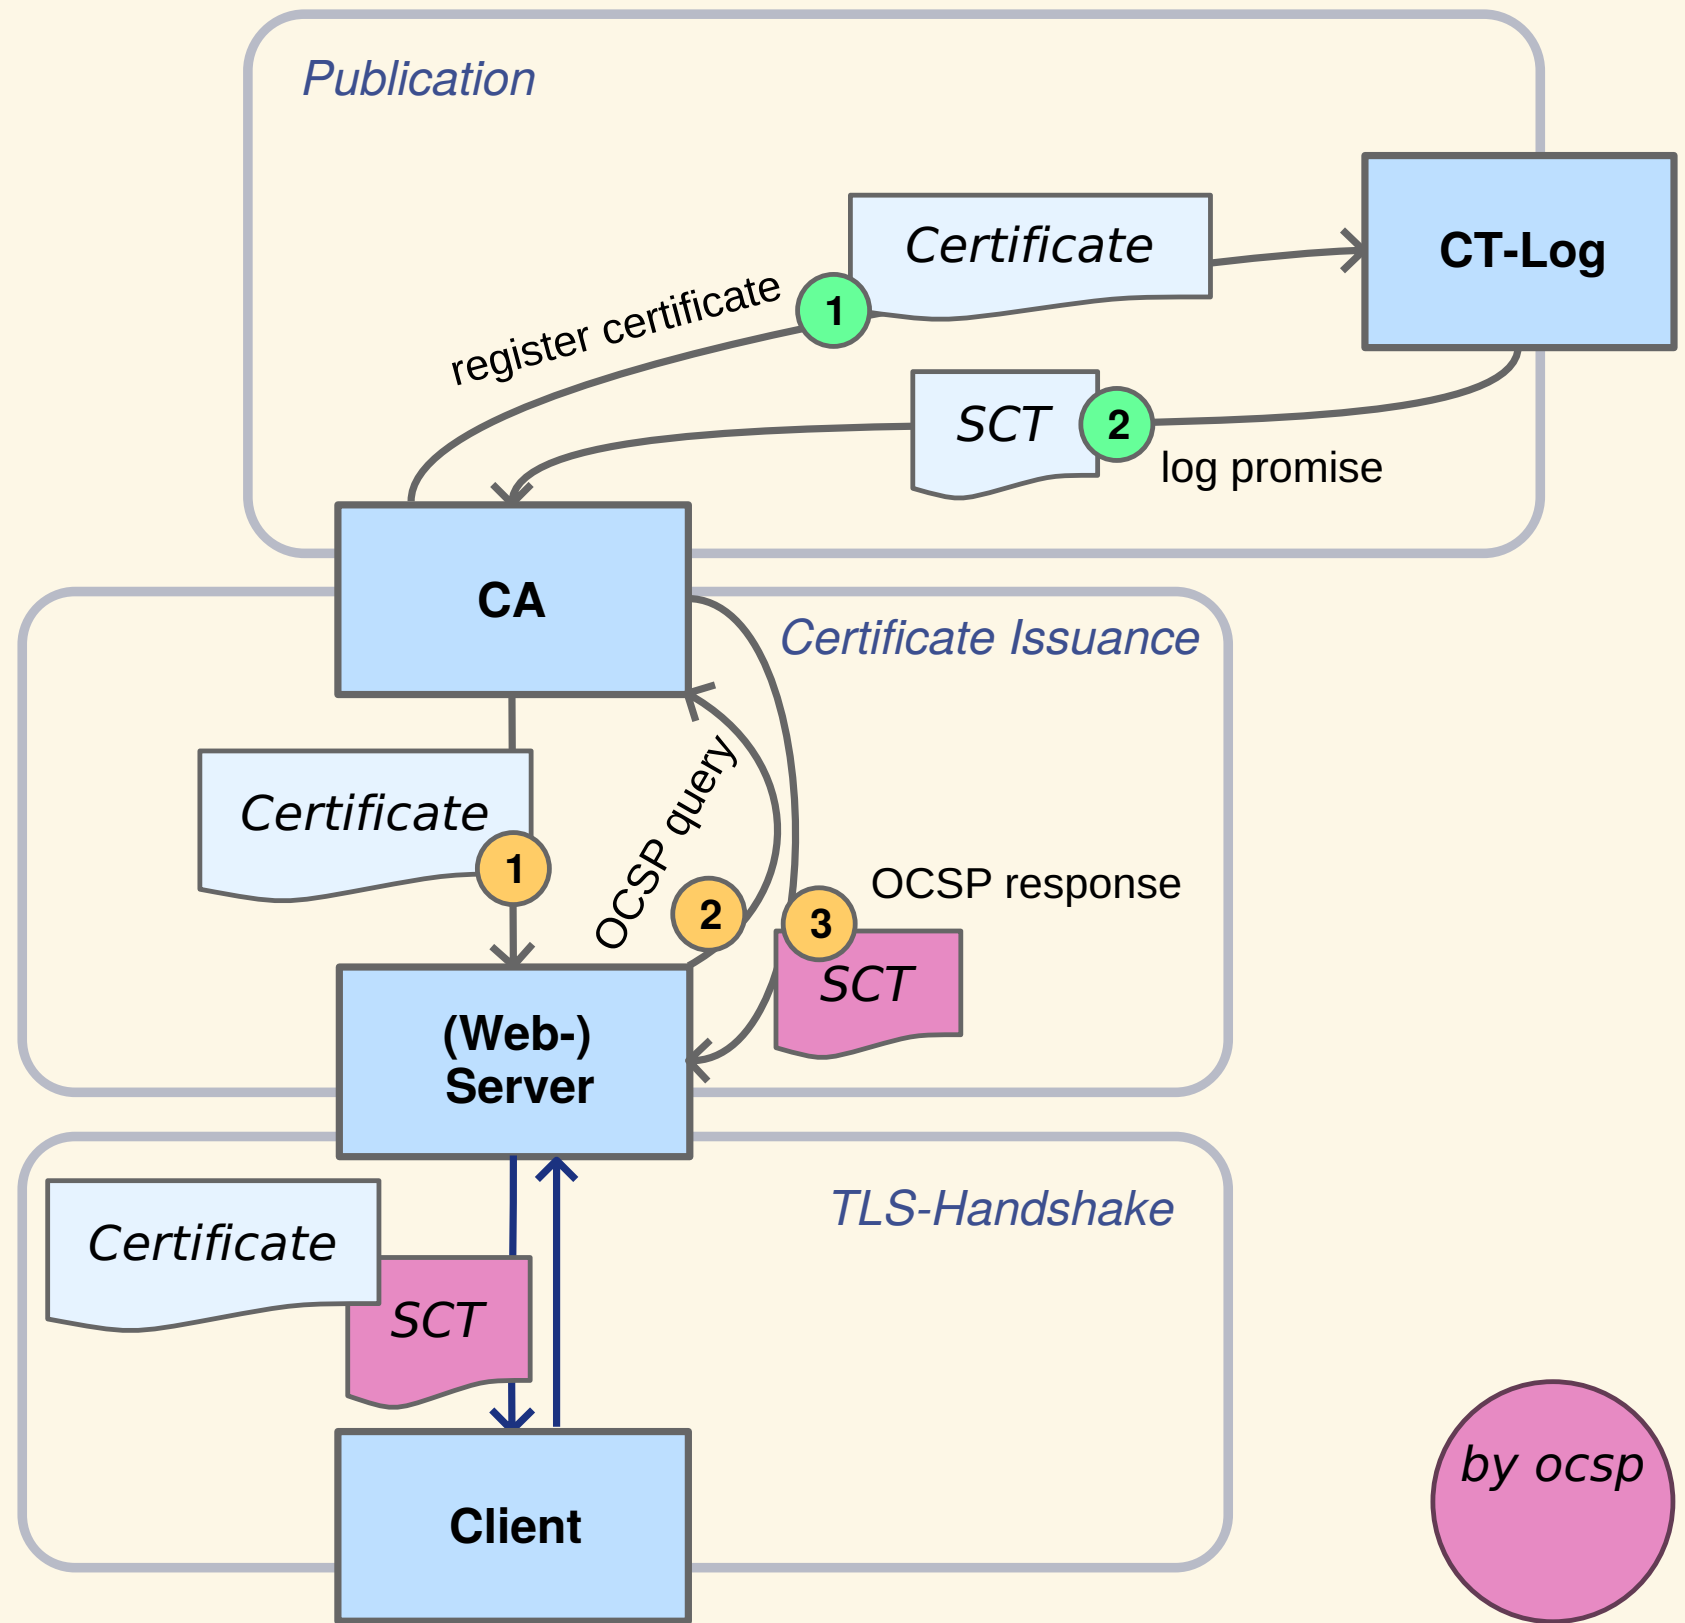 Publication
Certificate
CT-Log
register certificate
1
SCT
2
log promise
CA
Certificate Issuance
Certificate
1
OCSP query
2
3
OCSP response
SCT
(Web-)
Server
TLS-Handshake
Certificate
SCT
by ocsp
Client